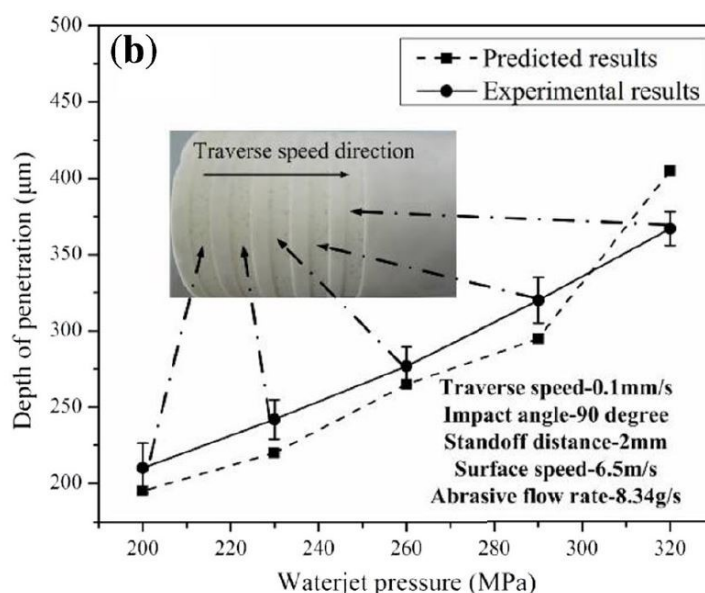 (b)
Predicted results
Experimental results
Traverse speed direction
Traverse speed-0.1mm/s
Impact angle-90 degree
Standoff distance-2mm
Surface speed-6.5m/s
Abrasive flow rate-8.34g/s
Depth of penetration (μm)
500
450
400
350
300
250
200
200 220 240 260 280 300 320
Waterjet pressure (MPa)